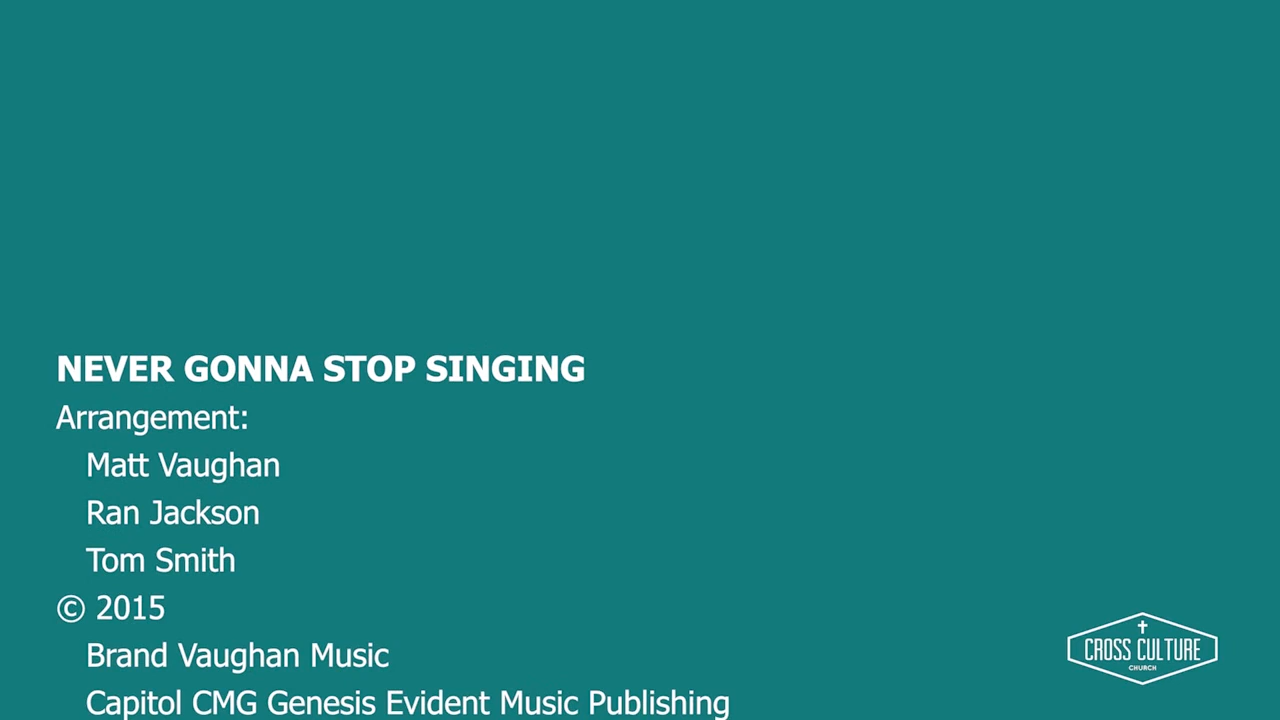 NEVER GONNA STOP SINGING
Arrangement:
Matt Vaughan
Ran Jackson
Tom Smith
© 2015
Brand Vaughan Music
Capitol CMG Genesis Evident Music Publishing
CROSS CULTURE
CHURCH